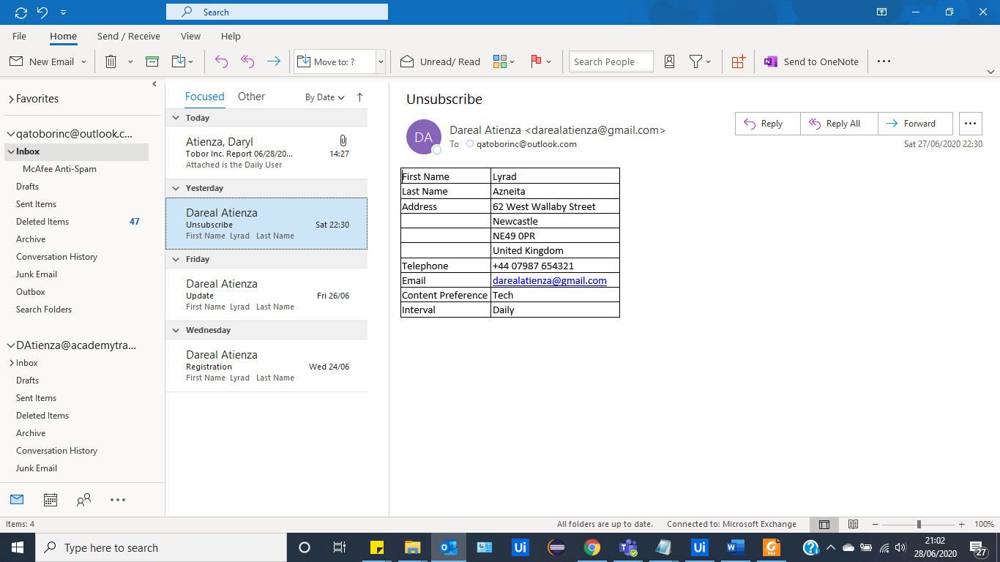 Search
File Home Send / Receive View Help
New Email Move to: ? Unread/ Read Search People Send to OneNote
Favorites
qatoborinc@outlook.c...
Inbox
McAfee Anti-Spam
Drafts
Sent Items
Deleted Items 47
Archive
Conversation History
Junk Email
Outbox
Search Folders
DAtienza@academytra...
Inbox
Drafts
Sent Items
Deleted Items
Archive
Conversation History
Junk Email
Focused Other By Date
Today
Atienza, Daryl
Tobor Inc. Report 06/28/20... 14:27
Attached is the Daily User
Yesterday
Dareal Atienza
Unsubscribe Sat 22:30
First Name Lyrad Last Name
Friday
Dareal Atienza
Update Fri 26/06
First Name Lyrad Last Name
Wednesday
Dareal Atienza
Registration Wed 24/06
First Name Lyrad Last Name
Unsubscribe
DA
Dareal Atienza <darealatienza@gmail.com>
To qatoborinc@outlook.com
Reply Reply All Forward
Sat 27/06/2020 22:30
First Name Lyrad
Last Name Azneita
Address 62 West Wallaby Street
Newcastle
NE49 0PR
United Kingdom
Telephone +44 07987 654321
Email darealatienza@gmail.com
Content Preference Tech
Interval Daily
Items: 4 All folders are up to date. Connected to: Microsoft Exchange 100%
Type here to search
Ui
Ui
PDF
21:02
28/06/2020
27